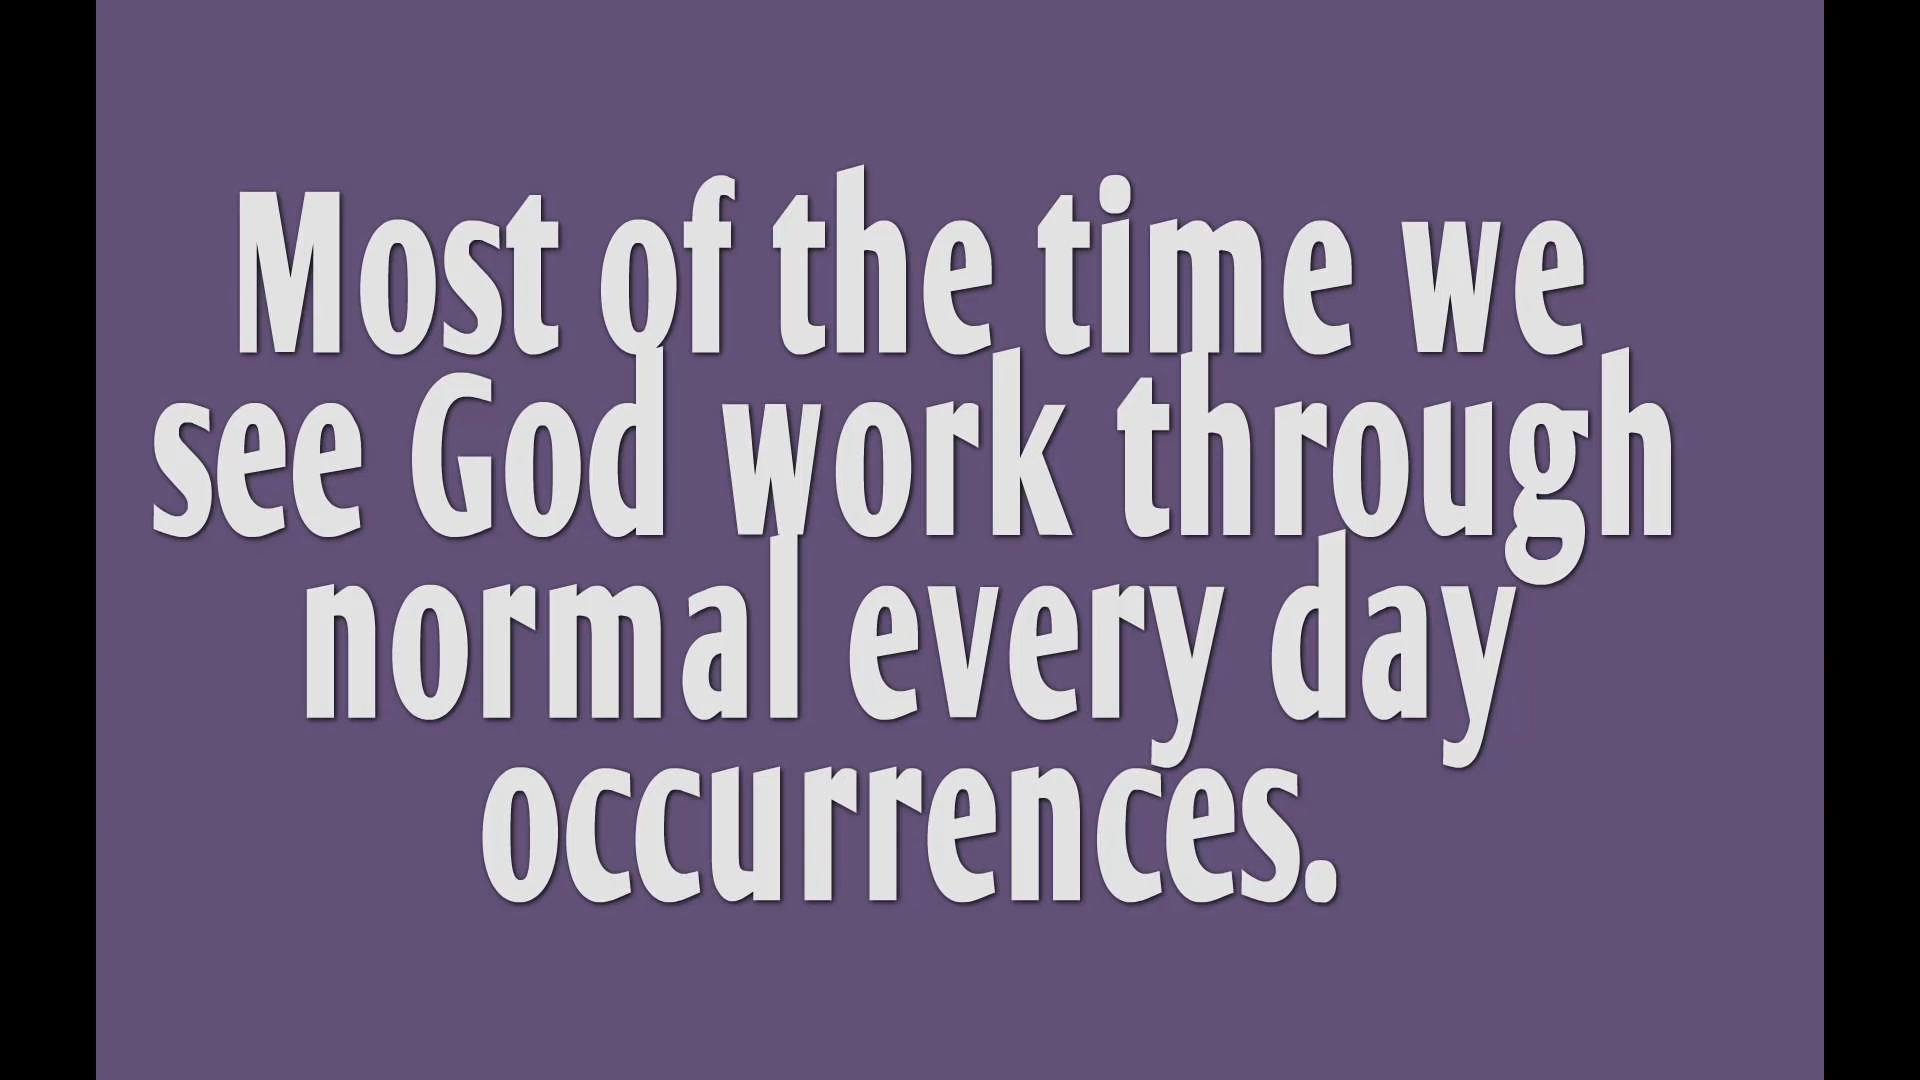 Most of the time we
see God work through
normal every day
occurrences.